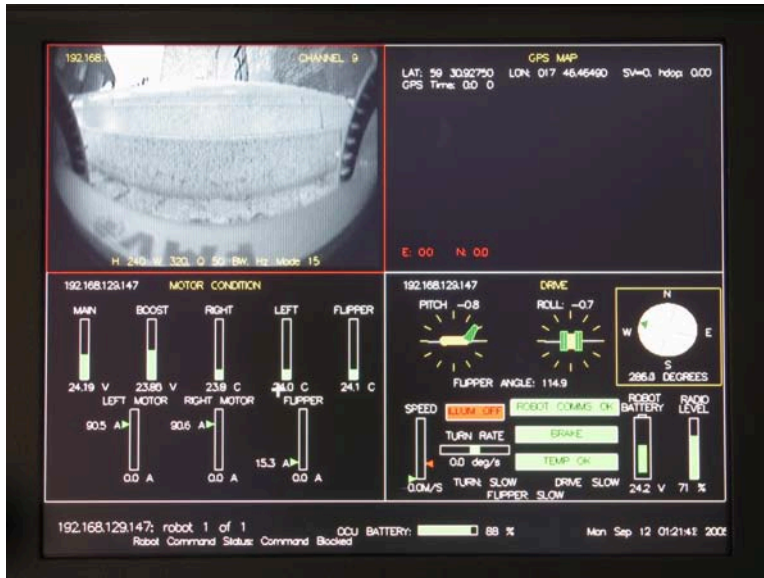 192.168.1 CHANNEL 9
H 240 W 320, Q 50 BW, Hz Mode 15
GPS MAP
LAT: 59 30.92750 LON: 017 46.46490 SV=0, hdop: 0.00
GPS Time: 0.0 0
E: 0.0 N: 0.0
192.168.129.147 MOTOR CONDITION
MAIN BOOST RIGHT LEFT FLIPPER
24.19 V 23.86 V 23.9 C 24.0 C 24.1 C
LEFT MOTOR RIGHT MOTOR FLIPPER
90.5 A 90.6 A
15.3 A
0.0 A 0.0 A 0.0 A
192.168.129.147 DRIVE
PITCH -0.8 ROLL: -0.7
N
W E
S
286.3 DEGREES
FLIPPER ANGLE: 114.9
SPEED ILLUM OFF ROBOT COMMS OK ROBOT BATTERY RADIO LEVEL
TURN RATE BRAKE
0.0 deg/s TEMP OK
0.0M/S TURN: SLOW DRIVE SLOW 24.2 V 71 %
FLIPPER SLOW
192.168.129.147: robot 1 of 1
Robot Command Status: Command Blocked
OCU BATTERY: 88 %
Mon Sep 12 01:21:41 2005